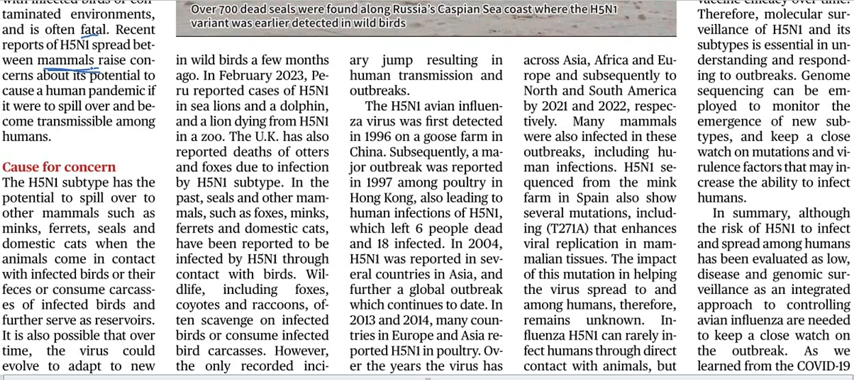 with infected birds or con-
taminated environments,
and is often fatal. Recent
reports of H5N1 spread bet-
ween mammals raise con-
cerns about its potential to
cause a human pandemic if
it were to spill over and be-
come transmissible among
humans.
Cause for concern
The H5N1 subtype has the
potential to spill over to
other mammals such as
minks, ferrets, seals and
domestic cats when the
animals come in contact
with infected birds or their
feces or consume carcass-
es of infected birds and
further serve as reservoirs.
It is also possible that over
time, the virus could
evolve to adapt to new
Over 700 dead seals were found along Russia's Caspian Sea coast where the H5N1
variant was earlier detected in wild birds
in wild birds a few months
ago. In February 2023, Pe-
ru reported cases of H5N1
in sea lions and a dolphin,
and a lion dying from H5N1
in a zoo. The U.K. has also
reported deaths of otters
and foxes due to infection
by H5N1 subtype. In the
past, seals and other mam-
mals, such as foxes, minks,
ferrets and domestic cats,
have been reported to be
infected by H5N1 through
contact with birds. Wil-
dlife, including foxes,
coyotes and raccoons, of-
ten scavenge on infected
birds or consume infected
bird carcasses. However,
the only recorded inci-
ary jump resulting in
human transmission and
outbreaks.
The H5N1 avian influen-
za virus was first detected
in 1996 on a goose farm in
China. Subsequently, a ma-
jor outbreak was reported
in 1997 among poultry in
Hong Kong, also leading to
human infections of H5N1,
which left 6 people dead
and 18 infected. In 2004,
H5N1 was reported in sev-
eral countries in Asia, and
further a global outbreak
which continues to date. In
2013 and 2014, many coun-
tries in Europe and Asia re-
ported H5N1 in poultry. Ov-
er the years the virus has
across Asia, Africa and Eu-
rope and subsequently to
North and South America
by 2021 and 2022, respec-
tively. Many mammals
were also infected in these
outbreaks, including hu-
man infections. H5N1 se-
quenced from the mink
farm in Spain also show
several mutations, includ-
ing (T271A) that enhances
viral replication in mam-
malian tissues. The impact
of this mutation in helping
the virus spread to and
among humans, therefore,
remains unknown. In-
fluenza H5N1 can rarely in-
fect humans through direct
contact with animals, but
vaccine efficacy over time.
Therefore, molecular sur-
veillance of H5N1 and its
subtypes is essential in un-
derstanding and respond-
ing to outbreaks. Genome
sequencing can be em-
ployed to monitor the
emergence of new sub-
types, and keep a close
watch on mutations and vi-
rulence factors that may in-
crease the ability to infect
humans.
In summary, although
the risk of H5N1 to infect
and spread among humans
has been evaluated as low,
disease and genomic sur-
veillance as an integrated
approach to controlling
avian influenza are needed
to keep a close watch on
the outbreak. As we
learned from the COVID-19